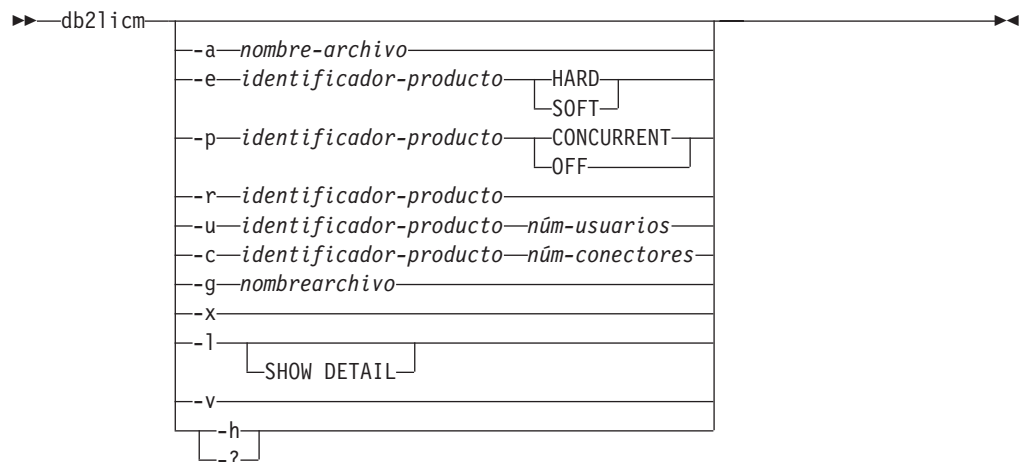 db2licm
-a nombre-archivo
-e identificador-producto HARD
SOFT
-p identificador-producto CONCURRENT
OFF
-r identificador-producto
-u identificador-producto núm-usuarios
-c identificador-producto núm-conectores
-g nombrearchivo
-x
-l
SHOW DETAIL
-v
-h
-?